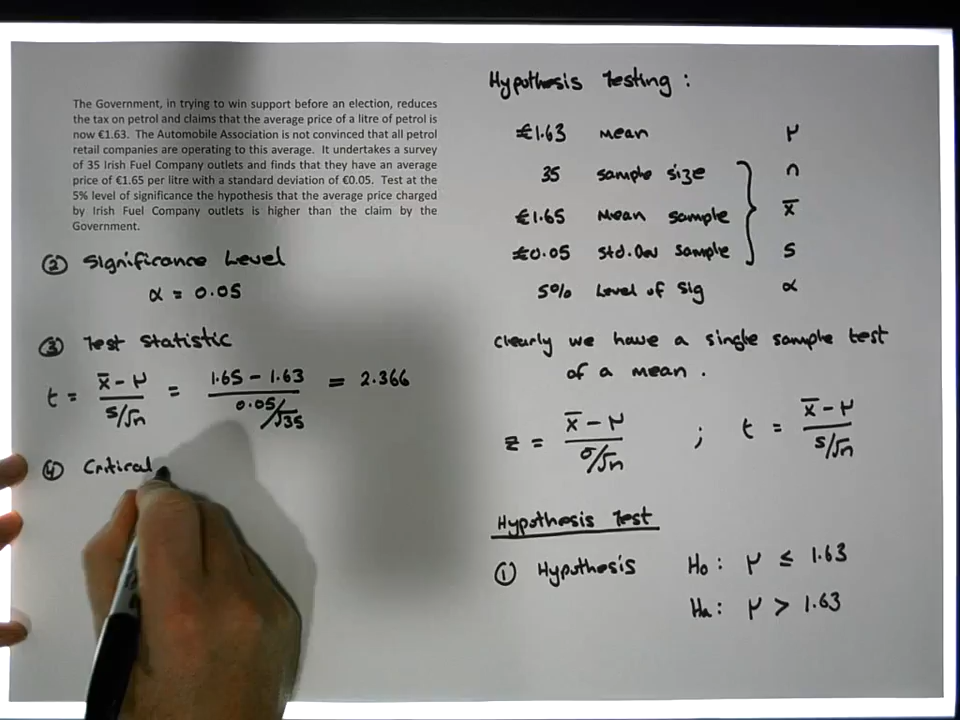 The Government, in trying to win support before an election, reduces
the tax on petrol and claims that the average price of a litre of petrol is
now €1.63. The Automobile Association is not convinced that all petrol
retail companies are operating to this average. It undertakes a survey
of 35 Irish Fuel Company outlets and finds that they have an average
price of €1.65 per litre with a standard deviation of €0.05. Test at the
5% level of significance the hypothesis that the average price charged
by Irish Fuel Company outlets is higher than the claim by the
Government.
② Significance Level
α = 0.05
③ Test Statistic
t = x̄ - μ / s/√n = 1.65 - 1.63 / 0.05/√35 = 2.366
④ Critical
Hypothesis Testing :
€1.63 Mean μ
35 sample size n
€1.65 Mean sample x̄
€0.05 Std.Dev sample s
5% Level of Sig α
Clearly we have a single sample test
of a mean .
z = x̄ - μ / σ/√n ; t = x̄ - μ / s/√n
Hypothesis Test
① Hypothesis H₀ : μ ≤ 1.63
Hₐ : μ > 1.63